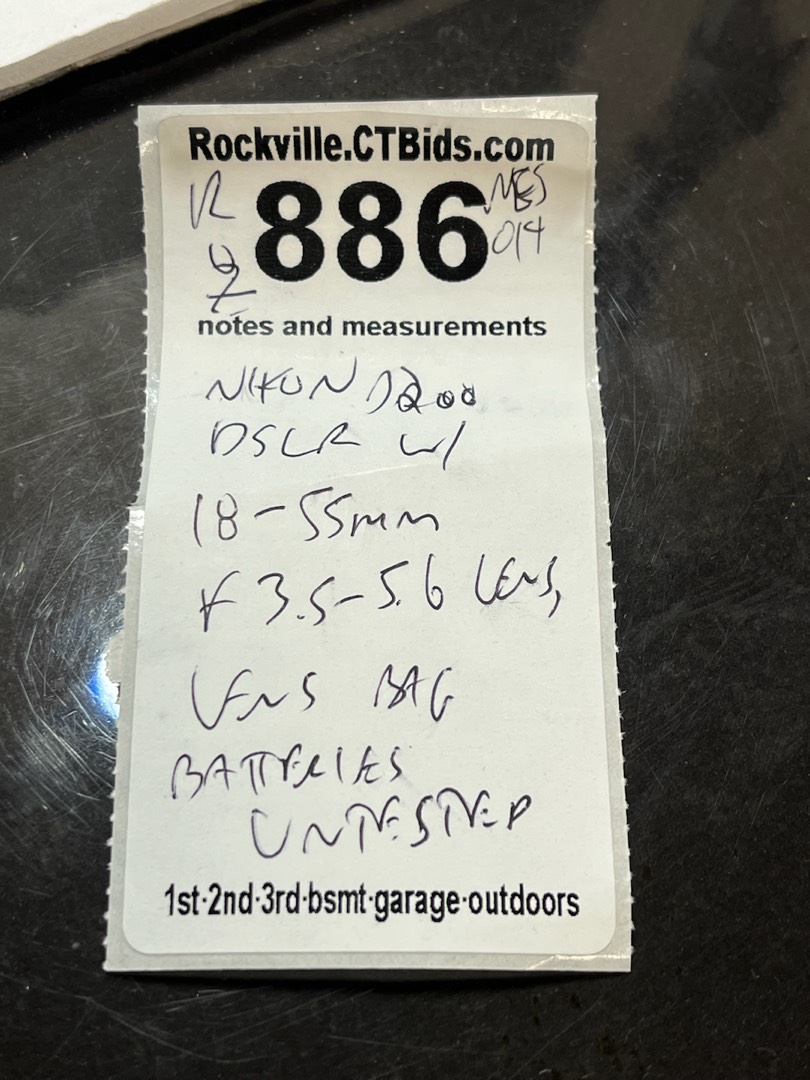 Rockville.CTBids.com
886
014
notes and measurements
NIKON D200
DSLR W/
18-55mm
f 3.5-5.6 LENS,
LENS BAG
BATTERIES
UNTESTED
1st·2nd·3rd·bsmt·garage·outdoors